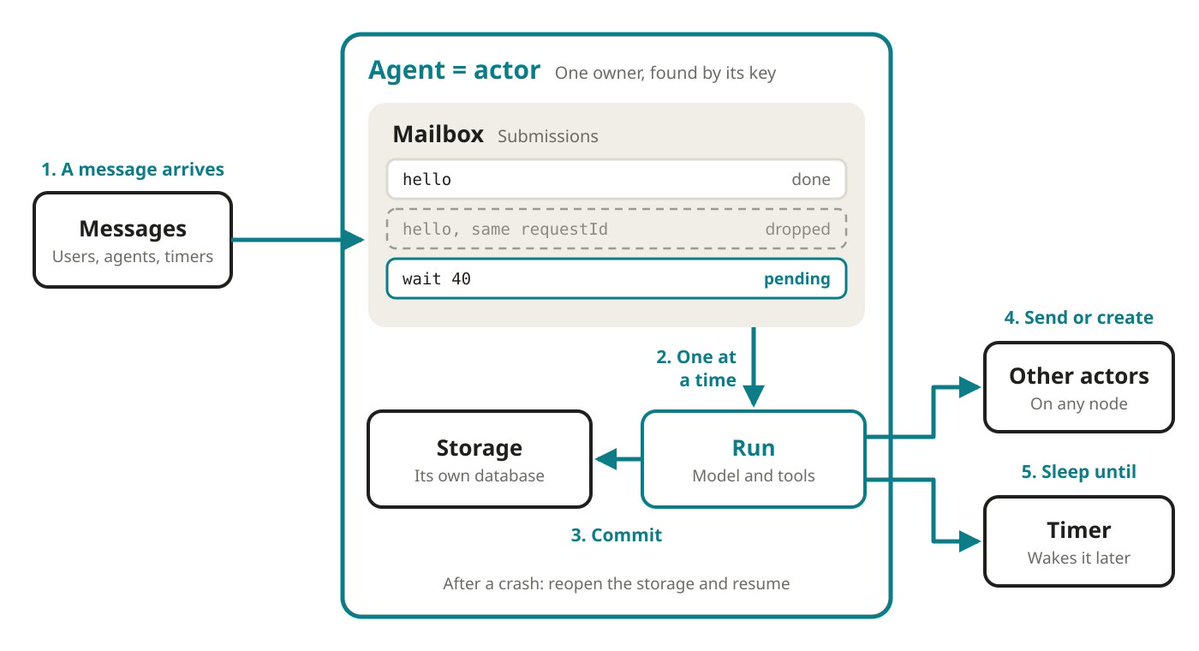 Agent = actor One owner, found by its key
Mailbox Submissions
1. A message arrives
hello done
Messages
Users, agents, timers
hello, same requestId dropped
wait 40 pending
4. Send or create
2. One at
a time
Other actors
On any node
Storage
Its own database
Run
Model and tools
5. Sleep until
3. Commit
Timer
Wakes it later
After a crash: reopen the storage and resume